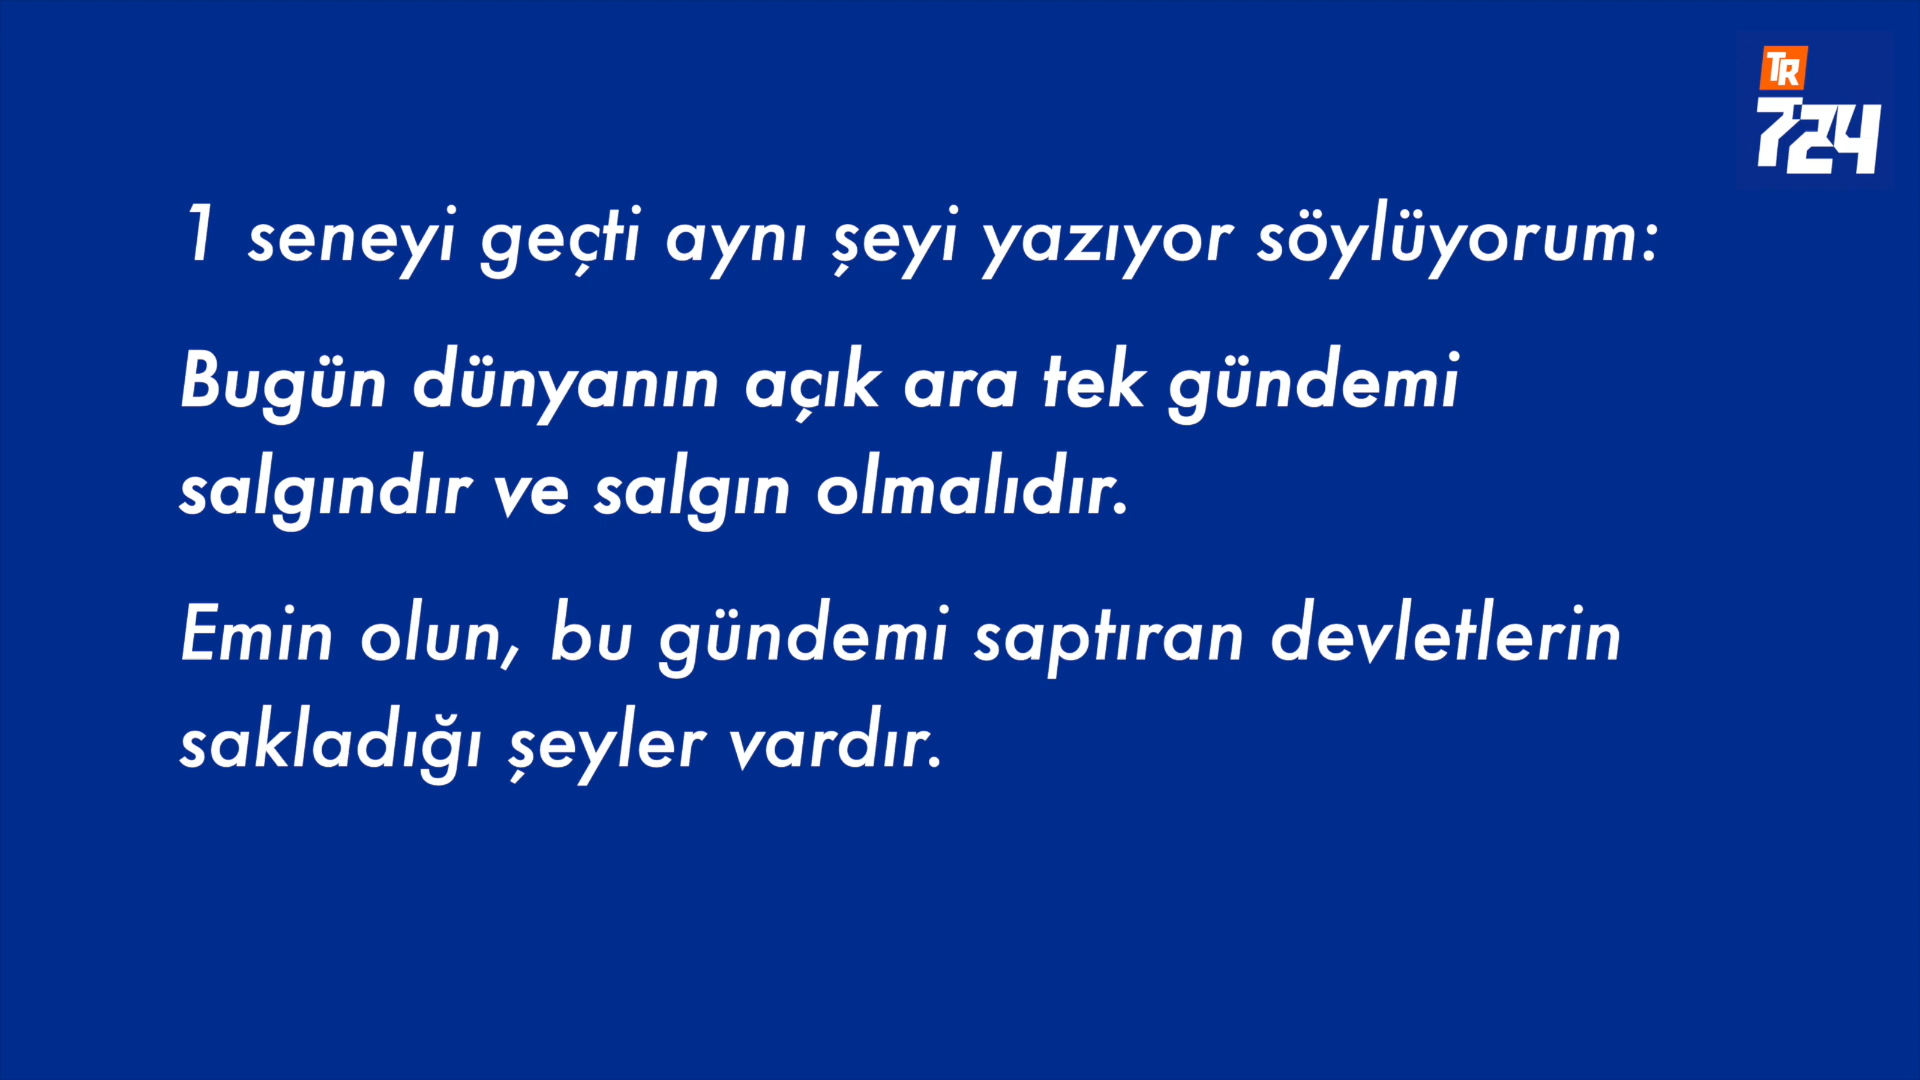 TR
724
1 seneyi geçti aynı şeyi yazıyor söylüyorum:
Bugün dünyanın açık ara tek gündemi
salgındır ve salgın olmalıdır.
Emin olun, bu gündemi saptıran devletlerin
sakladığı şeyler vardır.